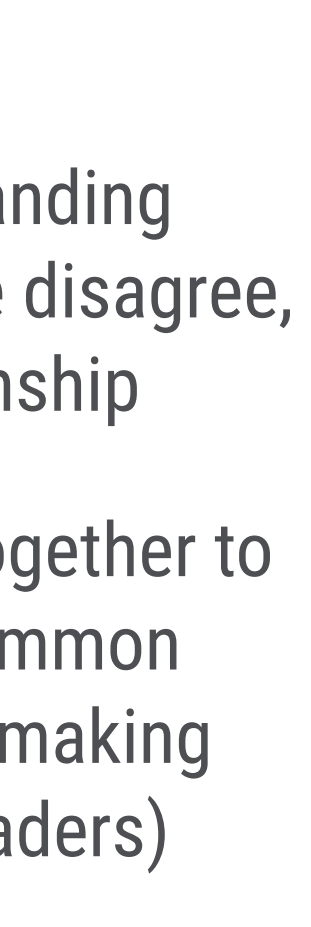 anding
disagree,
nship
ogether to
mmon
making
aders)